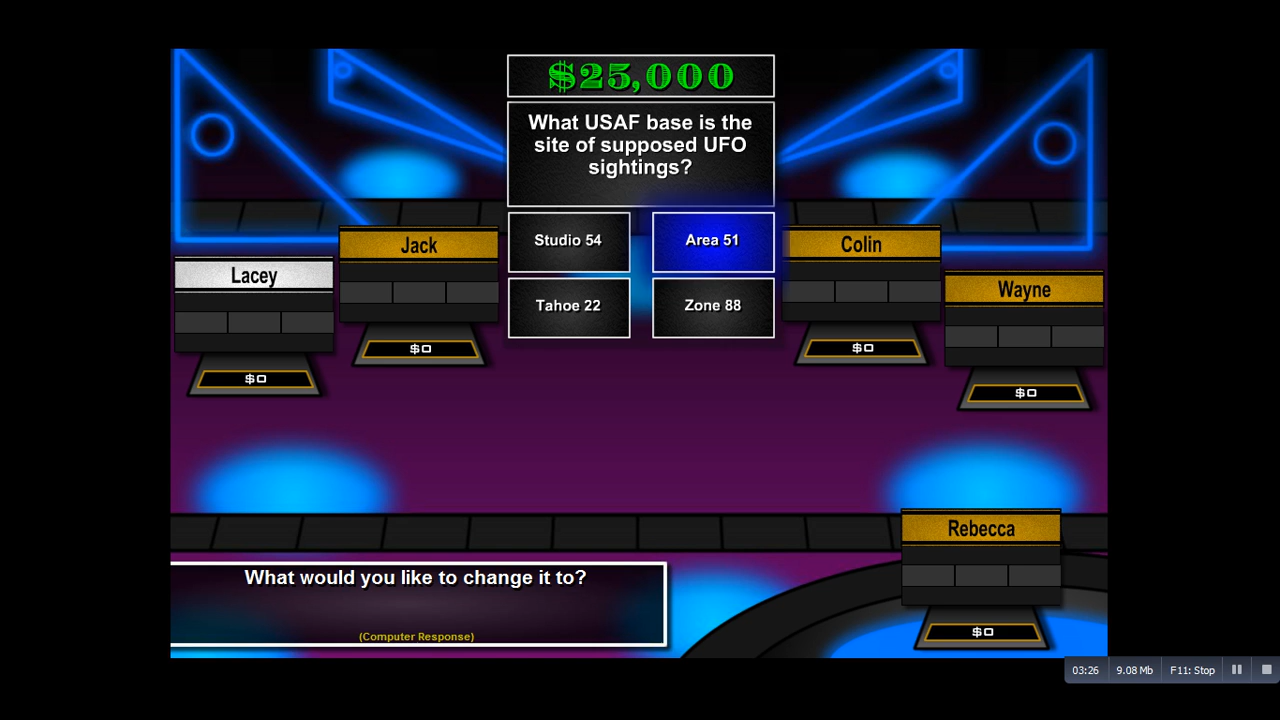 $25,000
What USAF base is the
site of supposed UFO
sightings?
Studio 54
Area 51
Tahoe 22
Zone 88
Lacey
$0
Jack
$0
Colin
$0
Wayne
$0
Rebecca
$0
What would you like to change it to?
(Computer Response)
03:26
9.08 Mb
F11: Stop